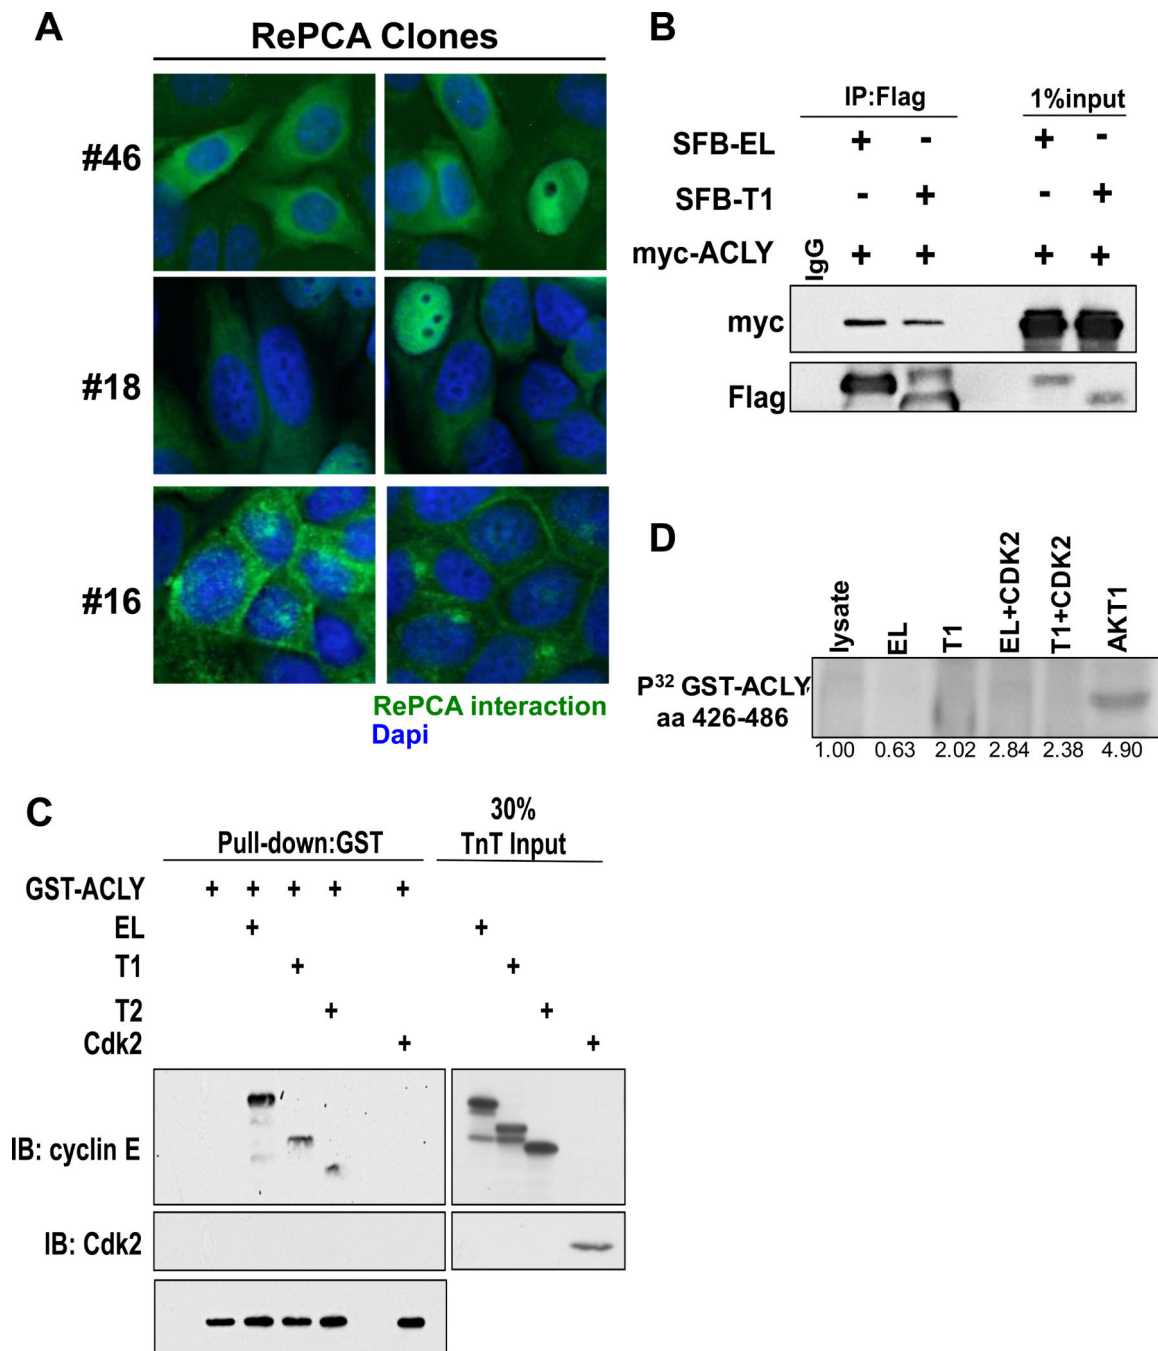 A
RePCA Clones
#46
#18
#16
RePCA interaction
Dapi
B
IP:Flag
1%input
SFB-EL + - + -
SFB-T1 - + - +
myc-ACLY IgG + + + +
myc
Flag
D
lysate EL T1 EL+CDK2 T1+CDK2 AKT1
P32 GST-ACLY
aa 426-486
1.00 0.63 2.02 2.84 2.38 4.90
C
Pull-down:GST
30%
TnT Input
GST-ACLY + + + + +
EL + +
T1 + +
T2 + +
Cdk2 + +
IB: cyclin E
IB: Cdk2